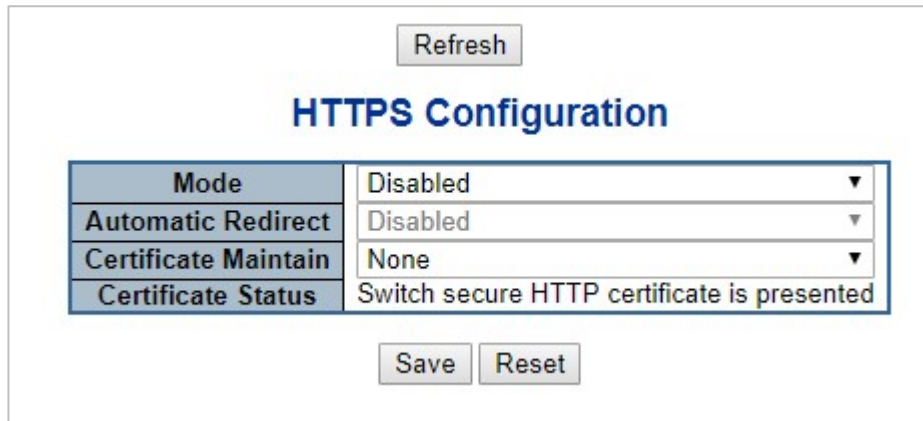 Refresh
HTTPS Configuration
Mode Disabled
Automatic Redirect Disabled
Certificate Maintain None
Certificate Status Switch secure HTTP certificate is presented
Save Reset